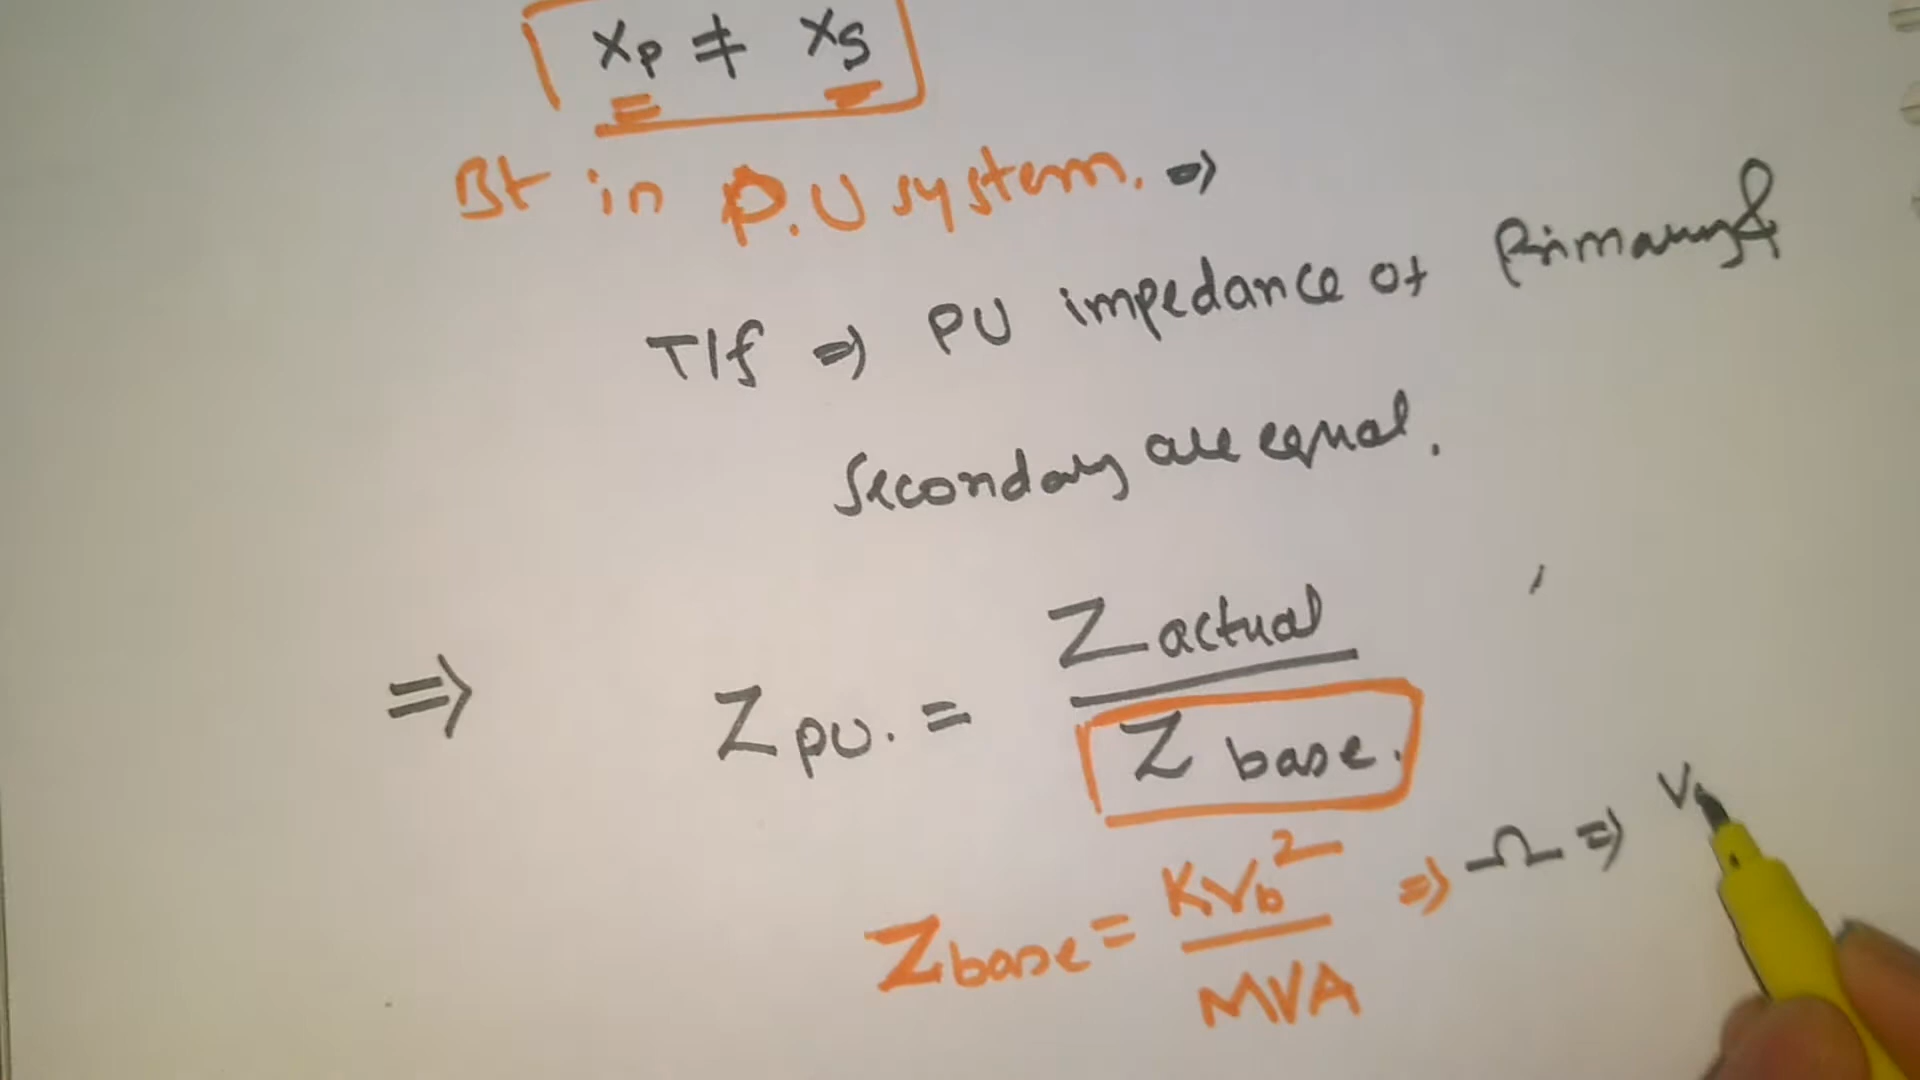 XP ≠ XS
Bt in P.U system. ⇒
T/f ⇒ PU impedance of Primary &
Secondary are equal.
⇒ Zpu. = Zactual / Z base.
Zbase = KVb² / MVA ⇒ Ω ⇒ V